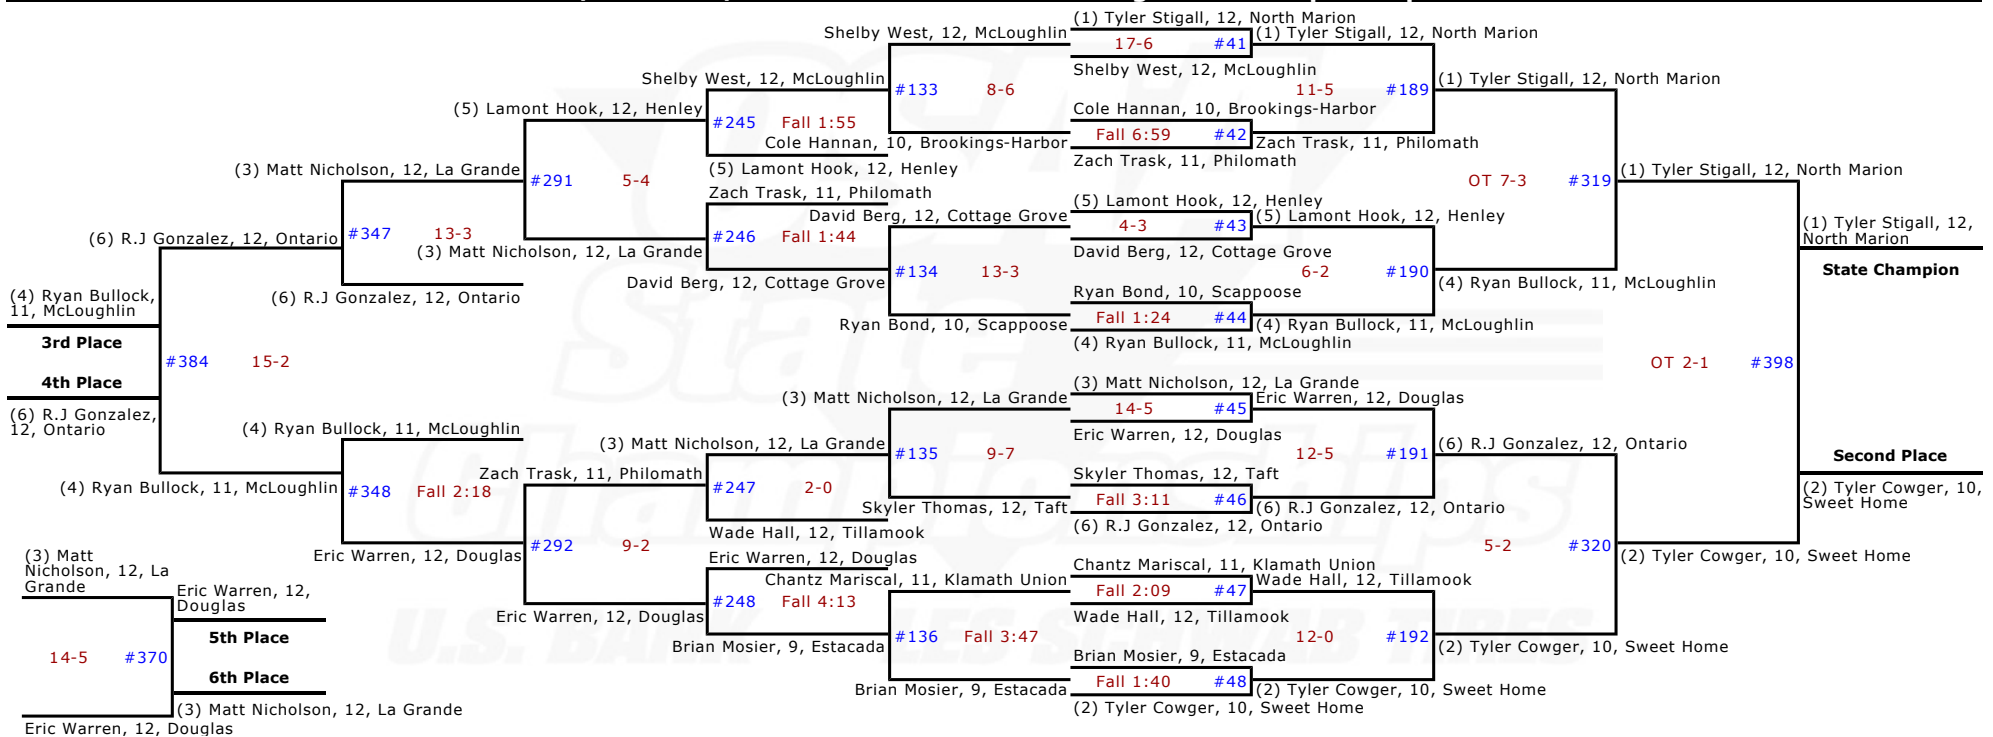 (1) Tyler Stigall, 12, North Marion
Shelby West, 12, McLoughlin
17-6 #41
(1) Tyler Stigall, 12, North Marion
Shelby West, 12, McLoughlin
Shelby West, 12, McLoughlin
#133 8-6
11-5 #189
(1) Tyler Stigall, 12, North Marion
(5) Lamont Hook, 12, Henley
Cole Hannan, 10, Brookings-Harbor
#245 Fall 1:55
Fall 6:59 #42
Cole Hannan, 10, Brookings-Harbor
Zach Trask, 11, Philomath
Zach Trask, 11, Philomath
(5) Lamont Hook, 12, Henley
(3) Matt Nicholson, 12, La Grande
#291 5-4
OT 7-3 #319
(1) Tyler Stigall, 12, North Marion
Zach Trask, 11, Philomath
(5) Lamont Hook, 12, Henley
David Berg, 12, Cottage Grove
4-3 #43
(5) Lamont Hook, 12, Henley
(1) Tyler Stigall, 12,
North Marion
State Champion
(6) R.J Gonzalez, 12, Ontario
#347 13-3
#246 Fall 1:44
(3) Matt Nicholson, 12, La Grande
David Berg, 12, Cottage Grove
#134 13-3
6-2 #190
David Berg, 12, Cottage Grove
(4) Ryan Bullock, 11, McLoughlin
Ryan Bond, 10, Scappoose
(6) R.J Gonzalez, 12, Ontario
(4) Ryan Bullock,
11, McLoughlin
3rd Place
Ryan Bond, 10, Scappoose
Fall 1:24 #44
(4) Ryan Bullock, 11, McLoughlin
(4) Ryan Bullock, 11, McLoughlin
#384 15-2
OT 2-1 #398
4th Place
(6) R.J Gonzalez,
12, Ontario
(3) Matt Nicholson, 12, La Grande
(3) Matt Nicholson, 12, La Grande
14-5 #45
Eric Warren, 12, Douglas
(4) Ryan Bullock, 11, McLoughlin
Eric Warren, 12, Douglas
(3) Matt Nicholson, 12, La Grande
#135 9-7
12-5 #191
(6) R.J Gonzalez, 12, Ontario
Second Place
(2) Tyler Cowger, 10,
Sweet Home
Zach Trask, 11, Philomath
Skyler Thomas, 12, Taft
(4) Ryan Bullock, 11, McLoughlin
#348 Fall 2:18
#247 2-0
Fall 3:11 #46
Skyler Thomas, 12, Taft
(6) R.J Gonzalez, 12, Ontario
(6) R.J Gonzalez, 12, Ontario
Wade Hall, 12, Tillamook
#292 9-2
5-2 #320
Eric Warren, 12, Douglas
Eric Warren, 12, Douglas
(2) Tyler Cowger, 10, Sweet Home
Chantz Mariscal, 11, Klamath Union
Chantz Mariscal, 11, Klamath Union
Fall 2:09 #47
Wade Hall, 12, Tillamook
(3) Matt
Nicholson, 12, La
Grande
Eric Warren, 12,
Douglas
5th Place
#248 Fall 4:13
Eric Warren, 12, Douglas
Wade Hall, 12, Tillamook
#136 Fall 3:47
12-0 #192
Brian Mosier, 9, Estacada
(2) Tyler Cowger, 10, Sweet Home
14-5 #370
Brian Mosier, 9, Estacada
6th Place
Brian Mosier, 9, Estacada
Fall 1:40 #48
(2) Tyler Cowger, 10, Sweet Home
(2) Tyler Cowger, 10, Sweet Home
(3) Matt Nicholson, 12, La Grande
Eric Warren, 12, Douglas
OSAA
State
Championships
U.S. BANK LES SCHWAB TIRES